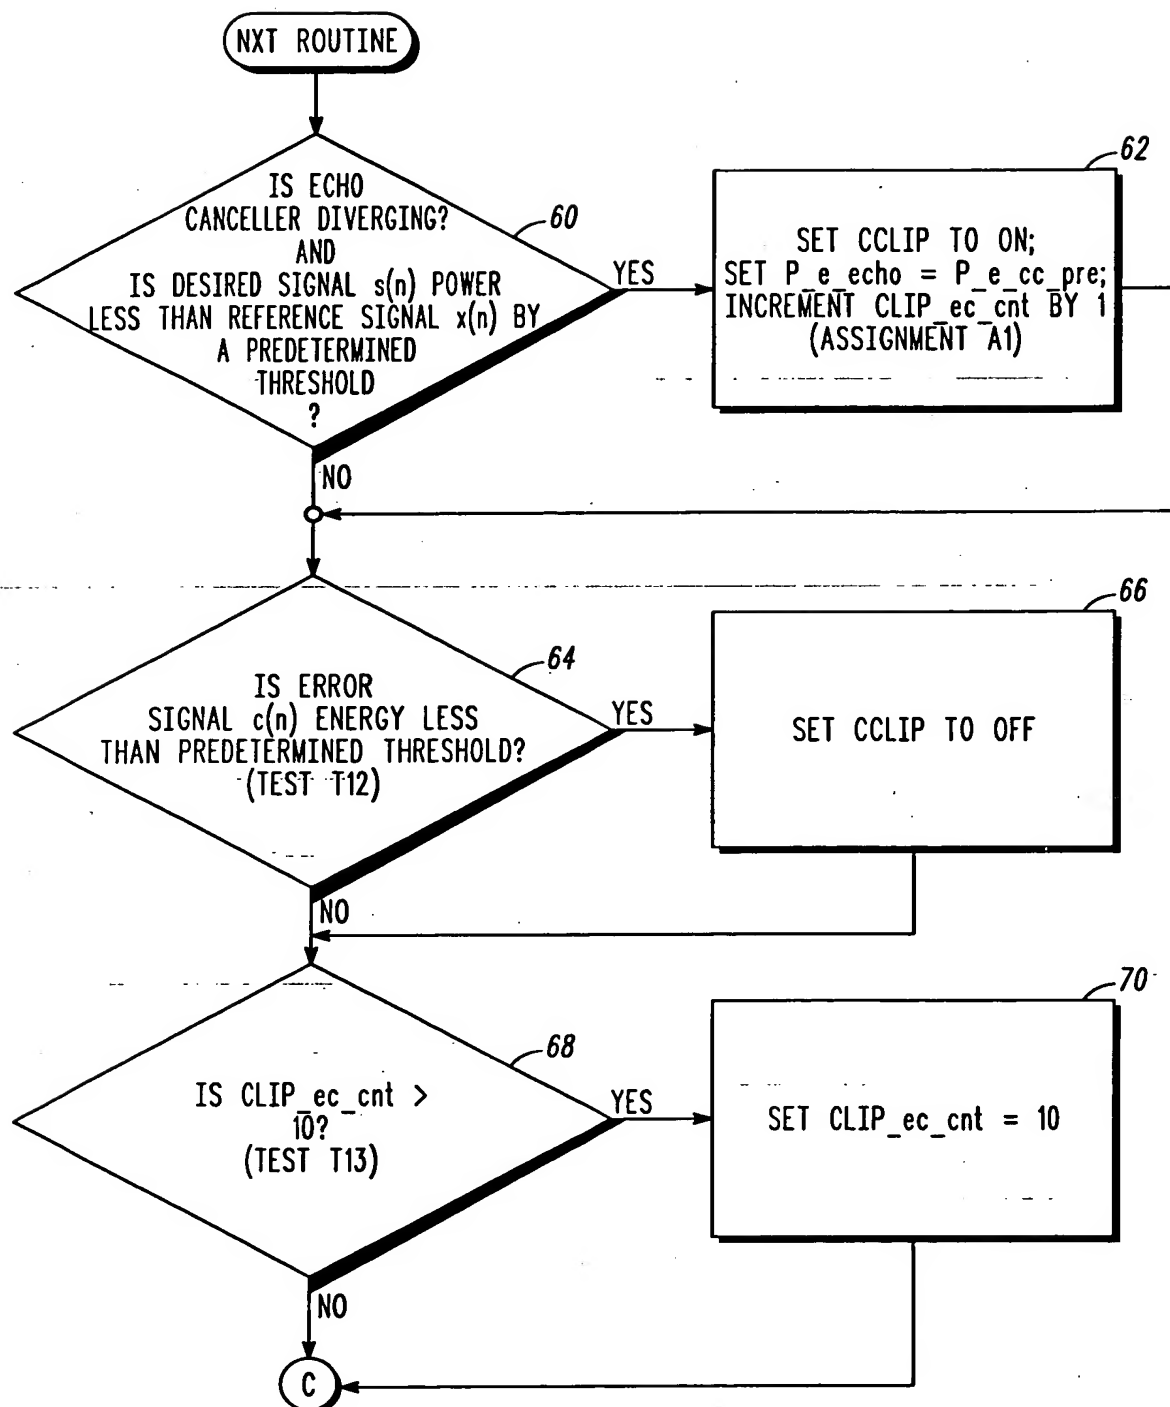 NXT ROUTINE
IS ECHO
CANCELLER DIVERGING?
AND
IS DESIRED SIGNAL s(n) POWER
LESS THAN REFERENCE SIGNAL x(n) BY
A PREDETERMINED
THRESHOLD
?
60
YES
NO
62
SET CCLIP TO ON;
SET P_e_echo = P_e_cc_pre;
INCREMENT CLIP_ec_cnt BY 1
(ASSIGNMENT A1)
IS ERROR
SIGNAL c(n) ENERGY LESS
THAN PREDETERMINED THRESHOLD?
(TEST T12)
64
YES
NO
66
SET CCLIP TO OFF
IS CLIP_ec_cnt >
10?
(TEST T13)
68
YES
NO
70
SET CLIP_ec_cnt = 10
C